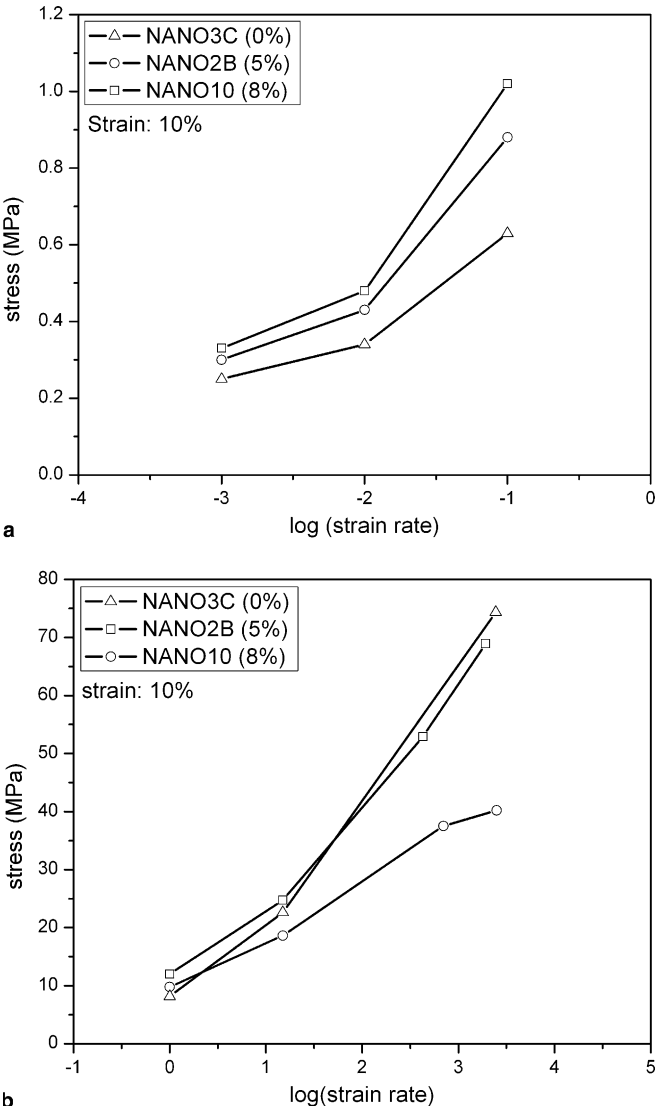 1.2
NANO3C (0%)
NANO2B (5%)
1.0
NANO10 (8%)
Strain: 10%
0.8
0.6
0.4
0.2
0.0
stress (MPa)
-4 -3 -2 -1 0
log (strain rate)
a
80
NANO3C (0%)
NANO2B (5%)
70
NANO10 (8%)
strain: 10%
60
50
40
30
20
10
0
stress (MPa)
-1 0 1 2 3 4 5
log(strain rate)
b